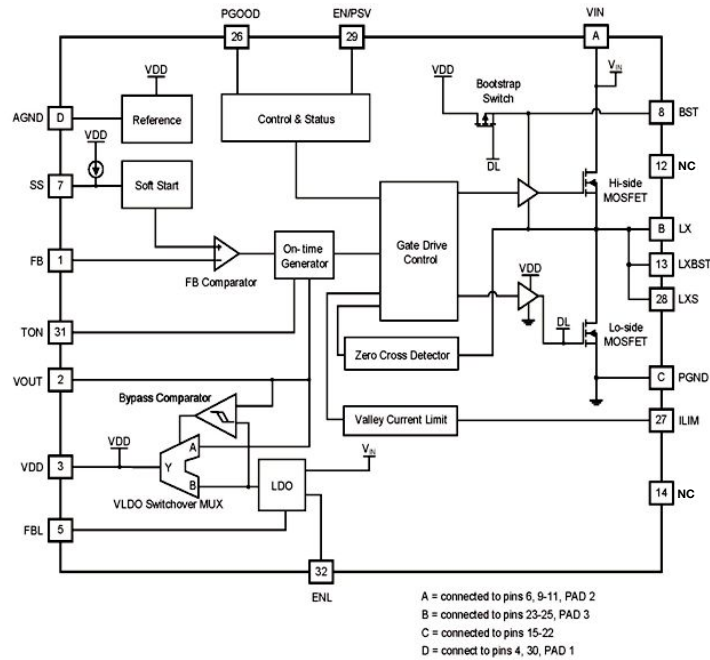 PGOOD
EN/PSV
VIN
26
29
A
VDD
AGND
D
Reference
Control & Status
VDD
Bootstrap
Switch
VIN
8
BST
DL
VDD
SS
7
Soft Start
12
NC
Hi-side
MOSFET
FB
1
+
-
FB Comparator
On-time
Generator
Gate Drive
Control
B
LX
13
LXBST
VDD
28
LXS
TON
31
DL
Lo-side
MOSFET
Zero Cross Detector
VOUT
2
C
PGND
Bypass Comparator
Valley Current Limit
27
ILIM
VDD
VDD
3
Y
A
B
VIN
LDO
VLDO Switchover MUX
14
NC
FBL
5
32
ENL
A = connected to pins 6, 9-11, PAD 2
B = connected to pins 23-25, PAD 3
C = connected to pins 15-22
D = connect to pins 4, 30, PAD 1